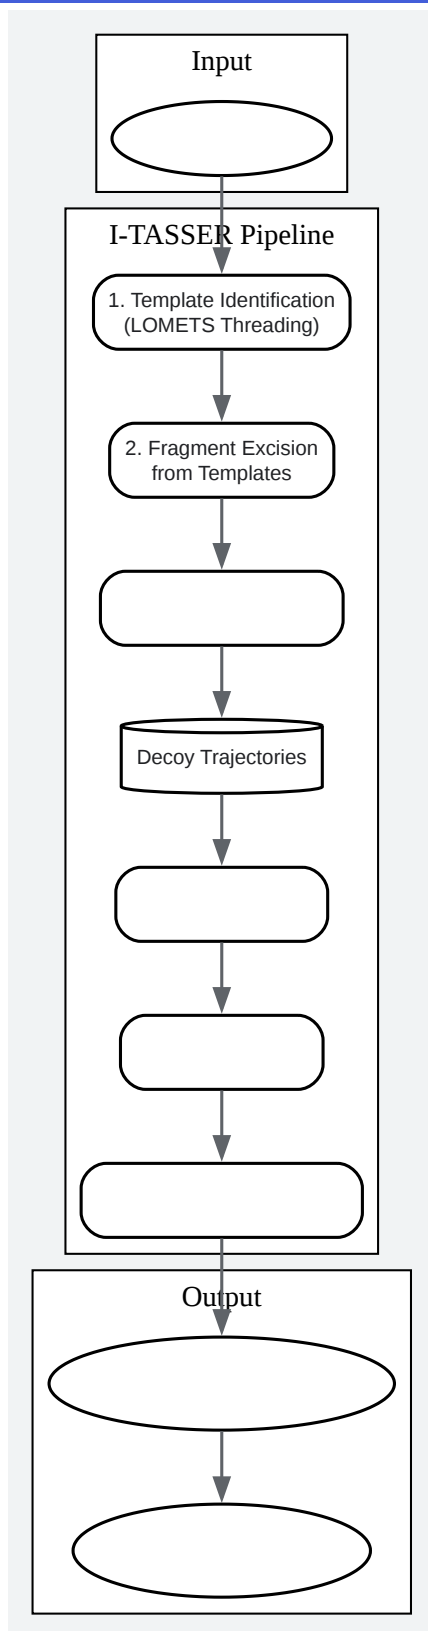 Input
I-TASSER Pipeline
1. Template Identification
(LOMETS Threading)
2. Fragment Excision
from Templates
Decoy Trajectories
Output